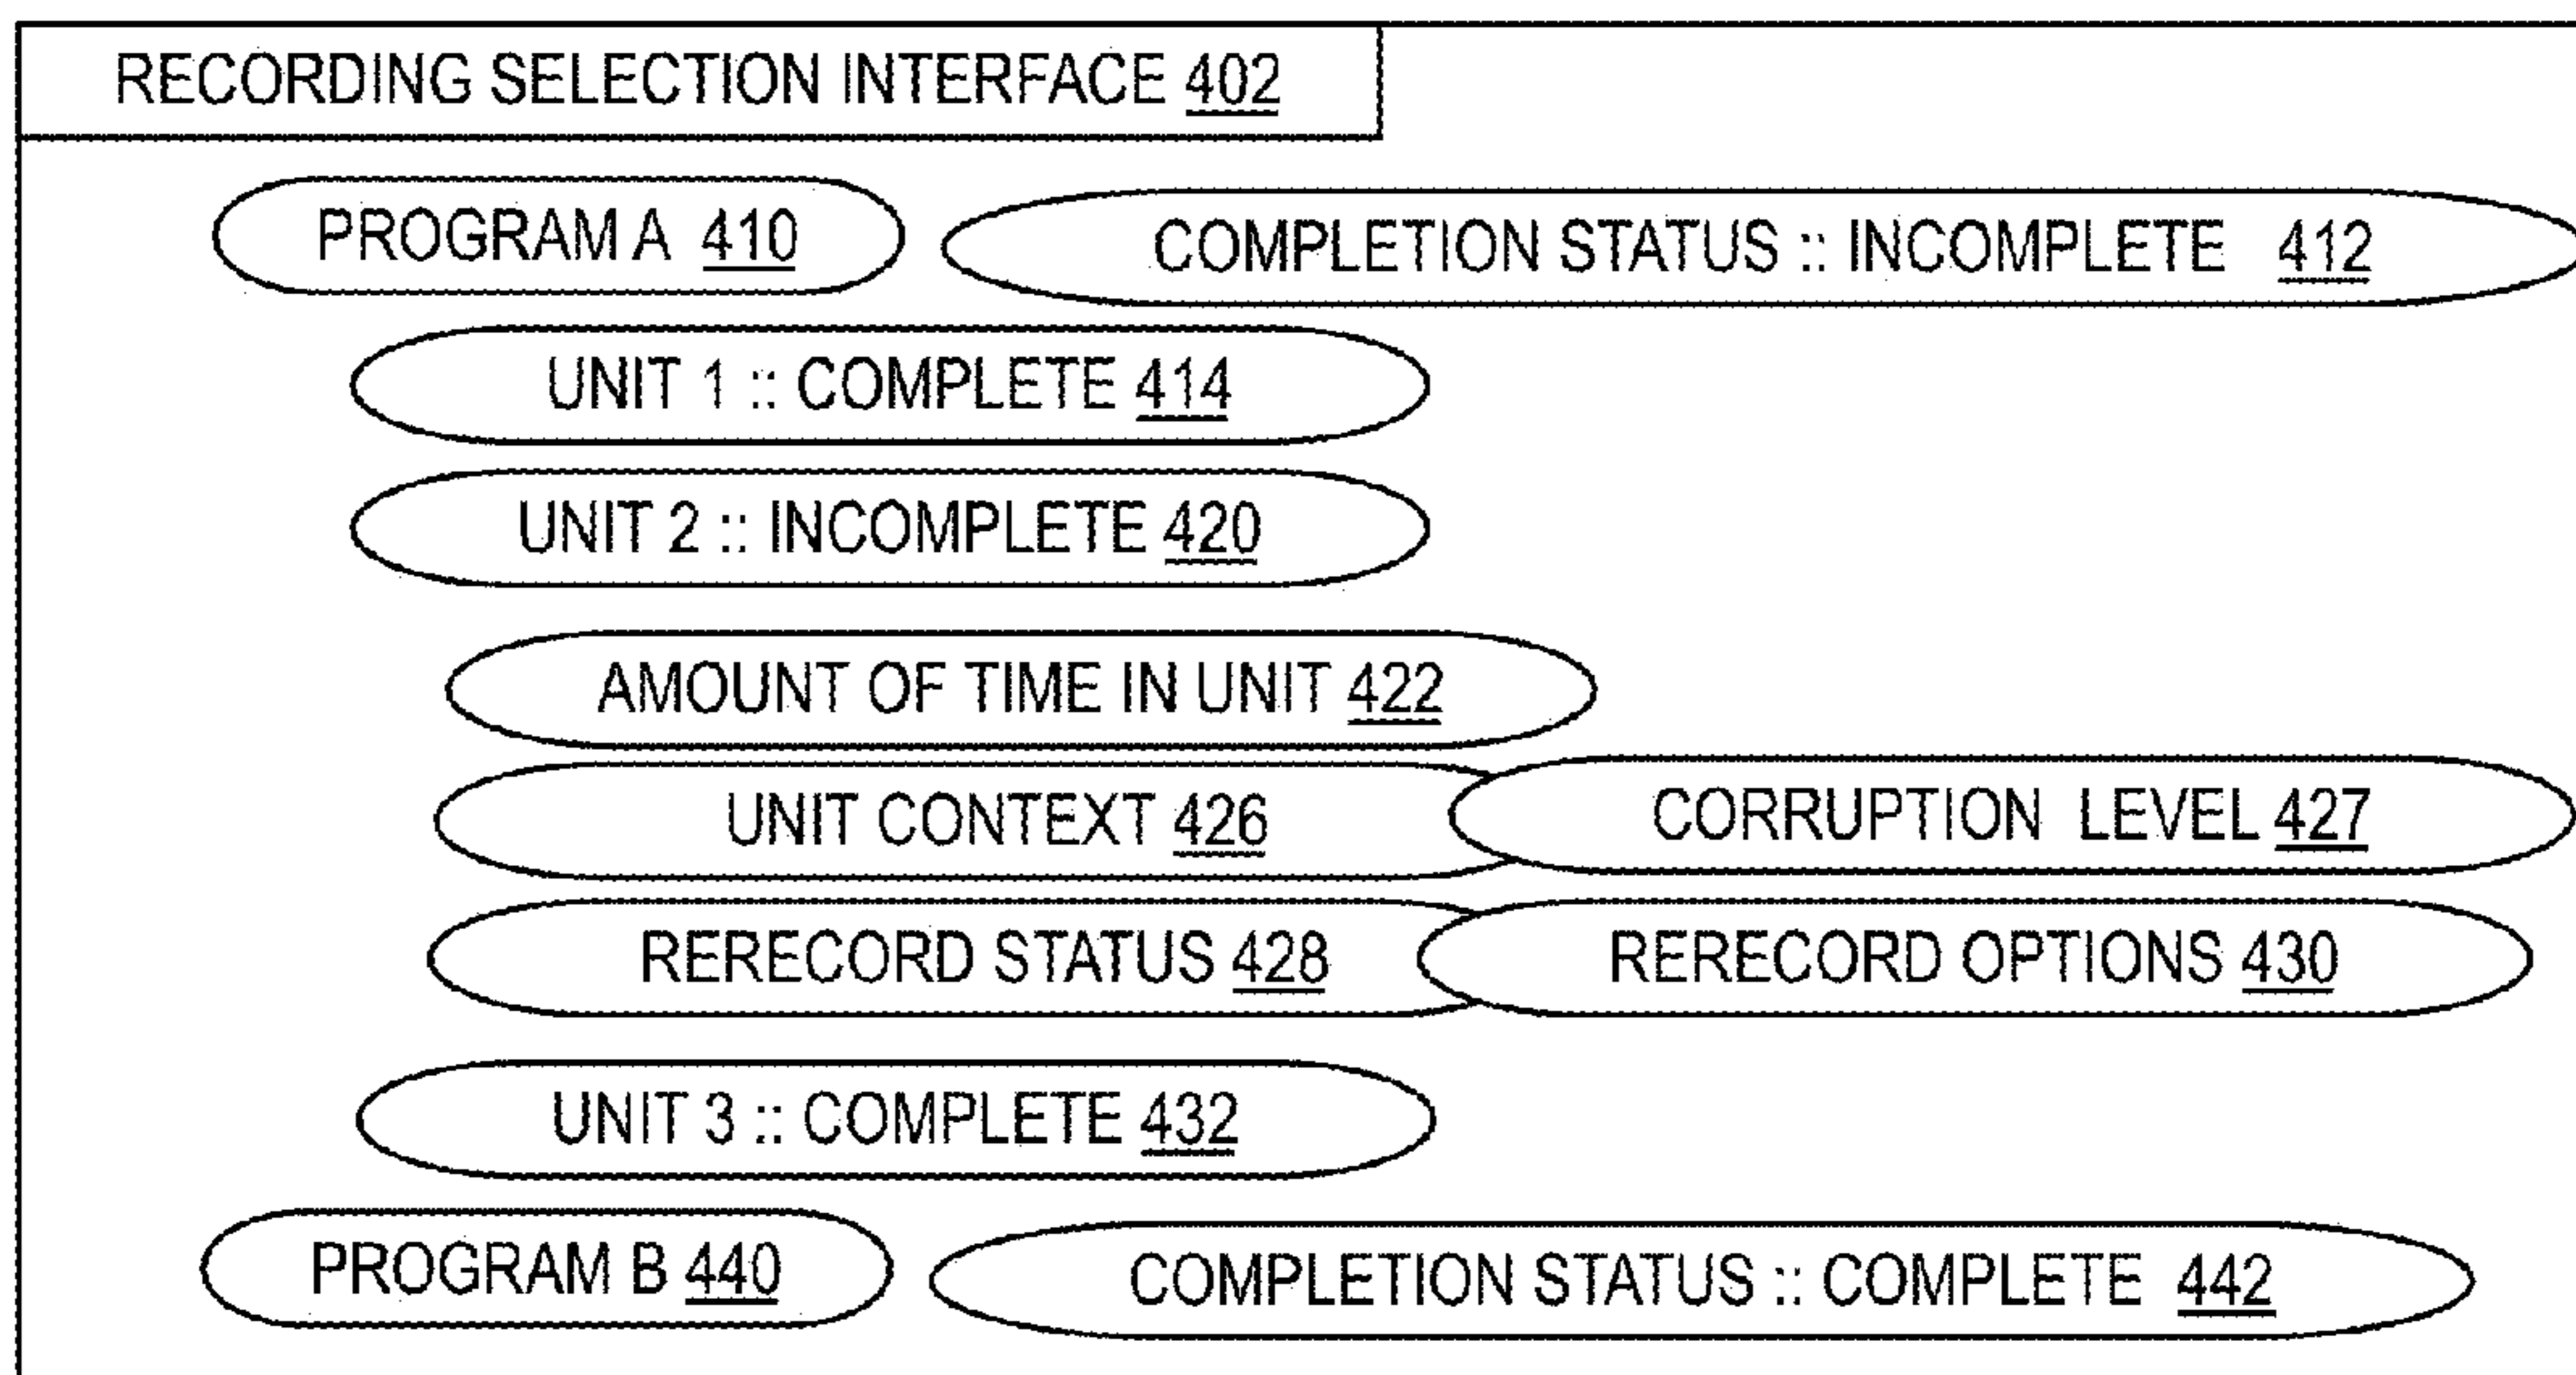 RECORDING SELECTION INTERFACE 402
PROGRAM A 410 COMPLETION STATUS :: INCOMPLETE 412
UNIT 1 :: COMPLETE 414
UNIT 2 :: INCOMPLETE 420
AMOUNT OF TIME IN UNIT 422
UNIT CONTEXT 426 CORRUPTION LEVEL 427
RERECORD STATUS 428 RERECORD OPTIONS 430
UNIT 3 :: COMPLETE 432
PROGRAM B 440 COMPLETION STATUS :: COMPLETE 442